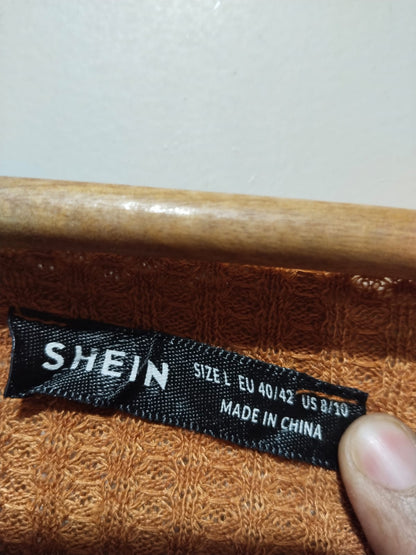 SHEIN
SIZE L EU 40/42 US 8/10
MADE IN CHINA